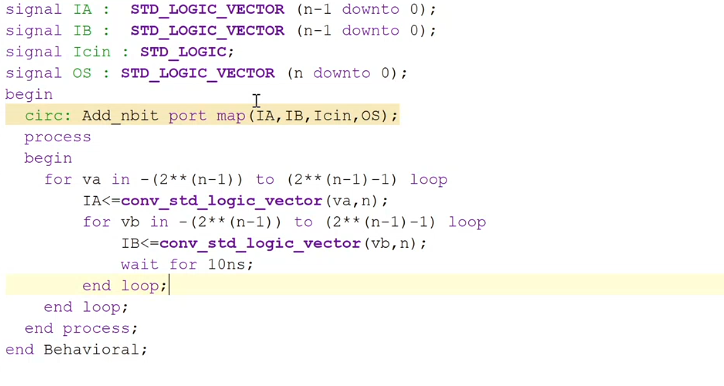 signal IA :  STD_LOGIC_VECTOR (n-1 downto 0);
signal IB :  STD_LOGIC_VECTOR (n-1 downto 0);
signal Icin : STD_LOGIC;
signal OS : STD_LOGIC_VECTOR (n downto 0);
begin
  circ: Add_nbit port map(IA,IB,Icin,OS);
  process
  begin
    for va in -(2**(n-1)) to (2**(n-1)-1) loop
        IA<=conv_std_logic_vector(va,n);
        for vb in -(2**(n-1)) to (2**(n-1)-1) loop
            IB<=conv_std_logic_vector(vb,n);
            wait for 10ns;
        end loop;
    end loop;
  end process;
end Behavioral;